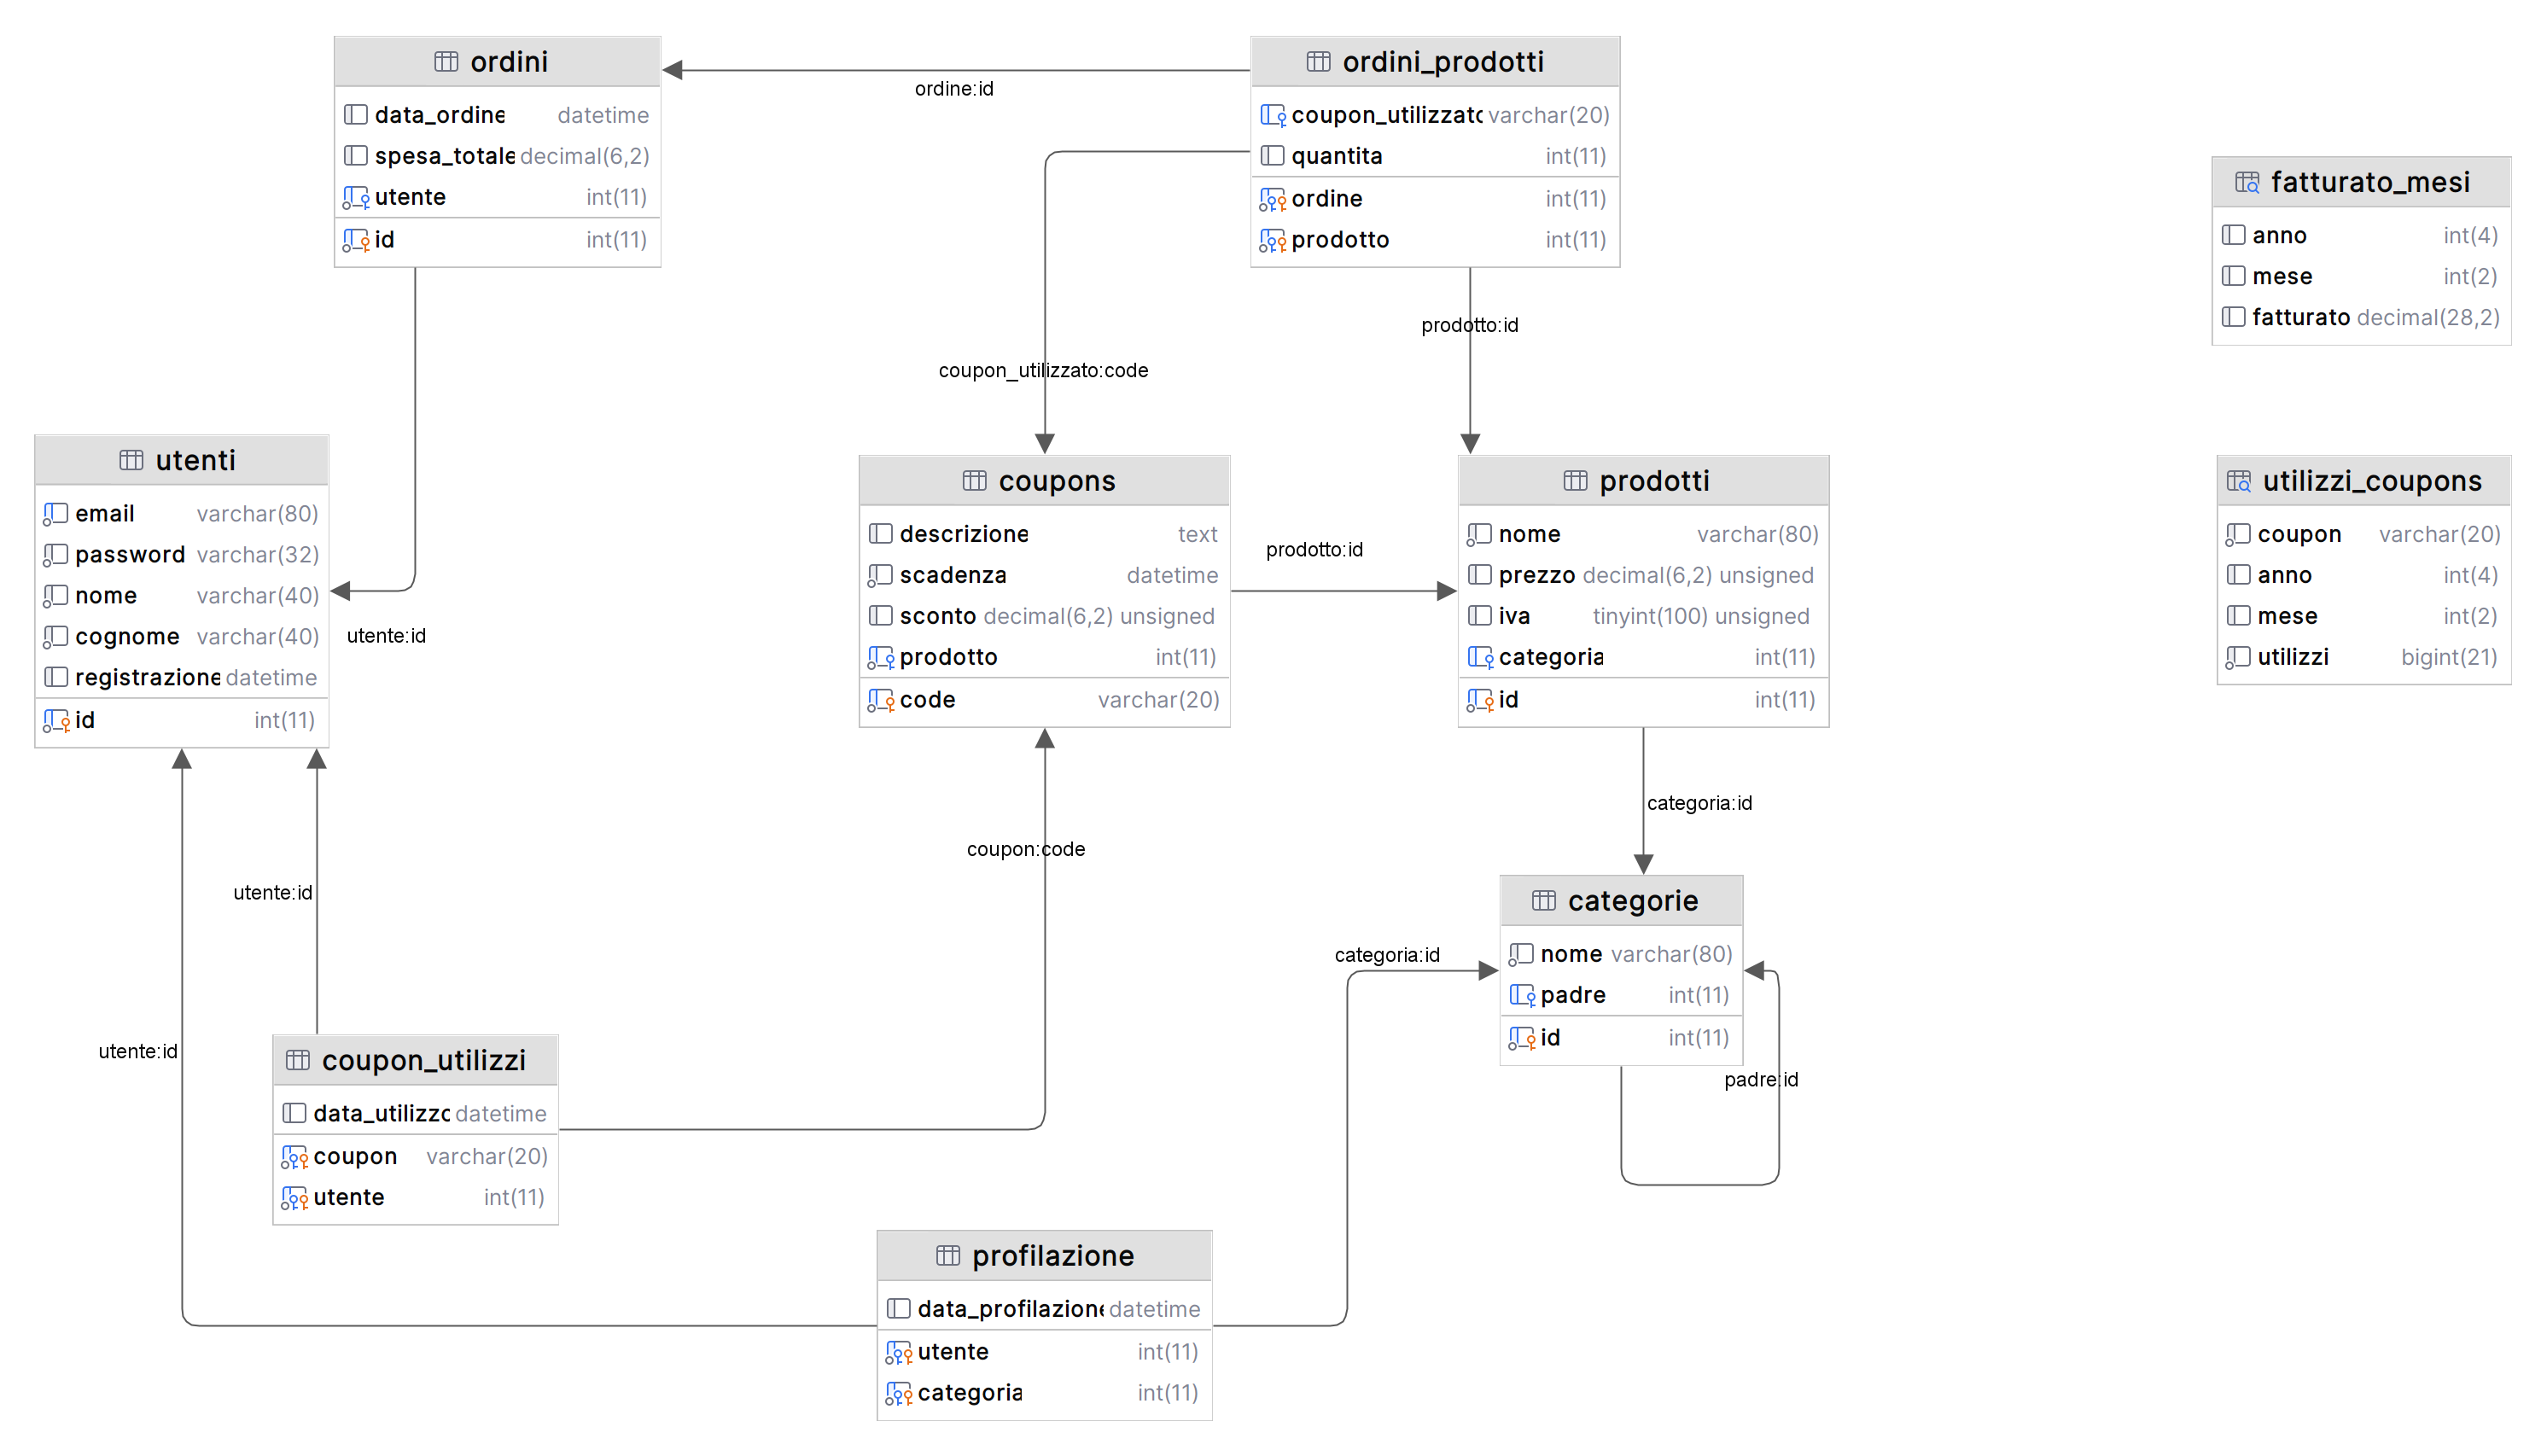 ordini
data_ordine datetime
spesa_totale decimal(6,2)
utente int(11)
id int(11)
ordine:id
ordini_prodotti
coupon_utilizzato varchar(20)
quantita int(11)
ordine int(11)
prodotto int(11)
fatturato_mesi
anno int(4)
mese int(2)
fatturato decimal(28,2)
prodotto:id
coupon_utilizzato:code
utenti
email varchar(80)
password varchar(32)
nome varchar(40)
cognome varchar(40)
registrazione datetime
id int(11)
utente:id
coupons
descrizione text
scadenza datetime
sconto decimal(6,2) unsigned
prodotto int(11)
code varchar(20)
prodotto:id
prodotti
nome varchar(80)
prezzo decimal(6,2) unsigned
iva tinyint(100) unsigned
categoria int(11)
id int(11)
utilizzi_coupons
coupon varchar(20)
anno int(4)
mese int(2)
utilizzi bigint(21)
categoria:id
coupon:code
utente:id
categorie
nome varchar(80)
padre int(11)
id int(11)
categoria:id
padre:id
utente:id
coupon_utilizzi
data_utilizzo datetime
coupon varchar(20)
utente int(11)
profilazione
data_profilazione datetime
utente int(11)
categoria int(11)